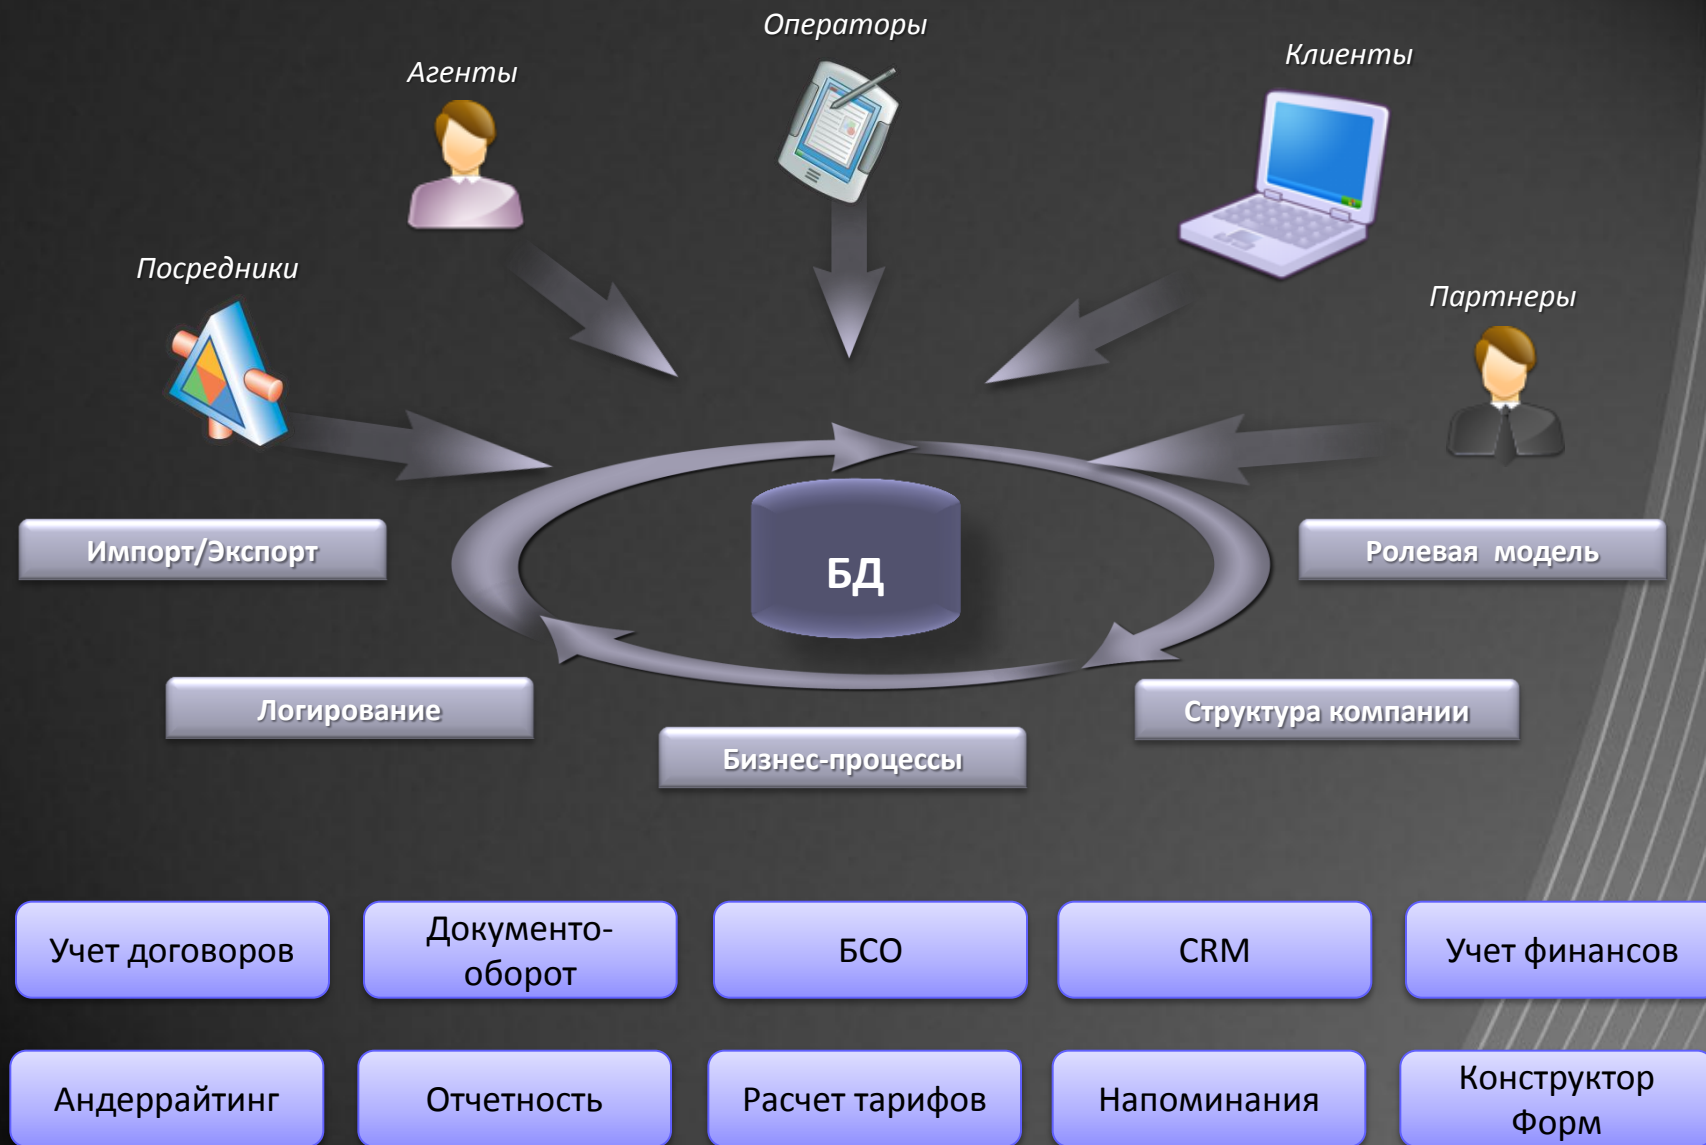 Операторы
Агенты
Клиенты
Посредники
Партнеры
Импорт/Экспорт
БД
Ролевая модель
Логирование
Структура компании
Бизнес-процессы
Учет договоров
Документо-
оборот
БСО
CRM
Учет финансов
Андеррайтинг
Отчетность
Расчет тарифов
Напоминания
Конструктор
Форм